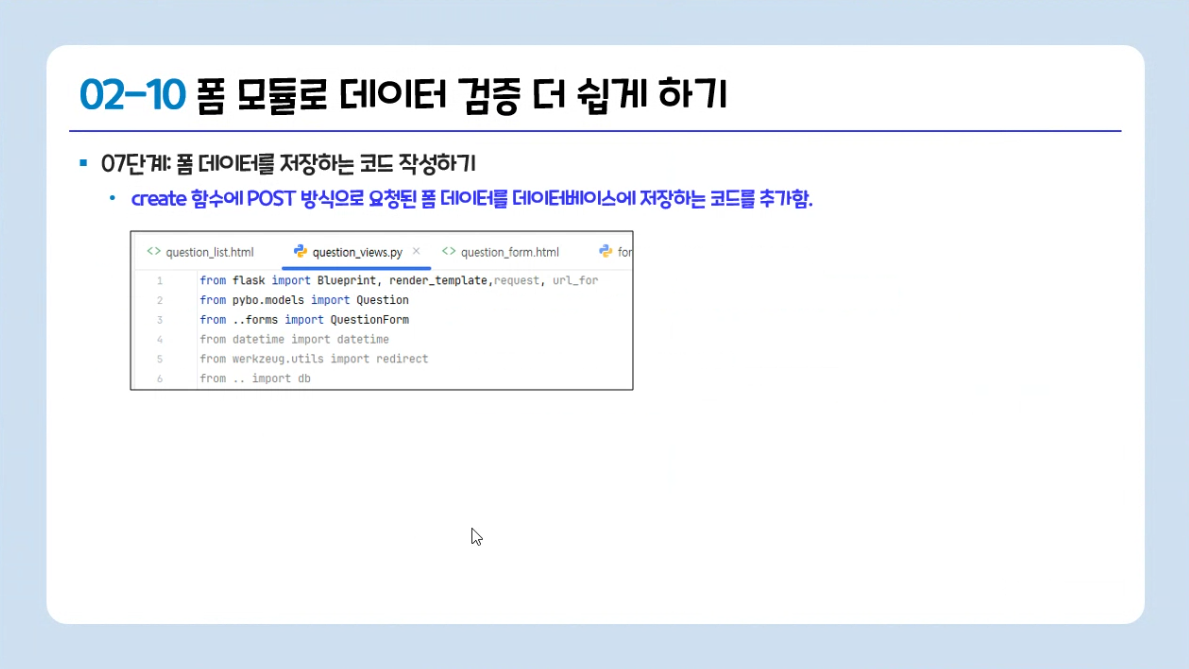 02-10 폼 모듈로 데이터 검증 더 쉽게 하기
07단계: 폼 데이터를 저장하는 코드 작성하기
create 함수에 POST 방식으로 요청된 폼 데이터를 데이터베이스에 저장하는 코드를 추가함.
<> question_list.html question_views.py × <> question_form.html for
1 from flask import Blueprint, render_template,request, url_for
2 from pybo.models import Question
3 from ..forms import QuestionForm
4 from datetime import datetime
5 from werkzeug.utils import redirect
6 from .. import db